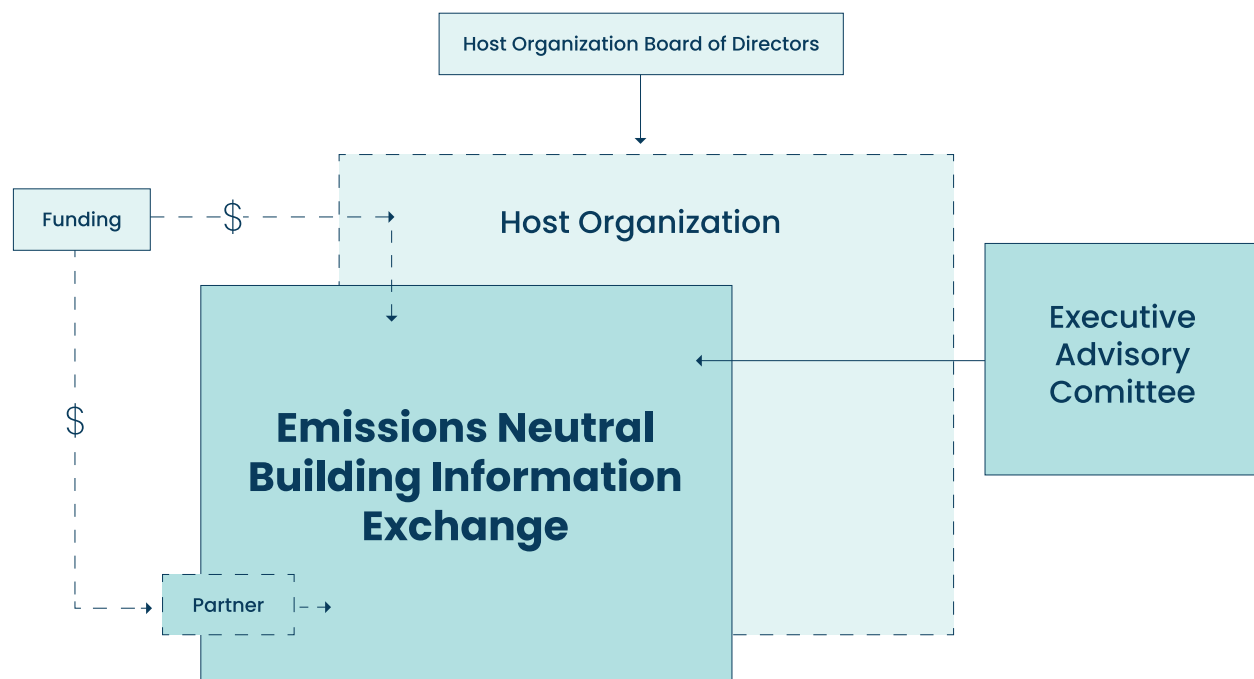 Host Organization Board of Directors
Funding
$
Host Organization
Executive
Advisory
Comittee
$
Emissions Neutral
Building Information
Exchange
Partner